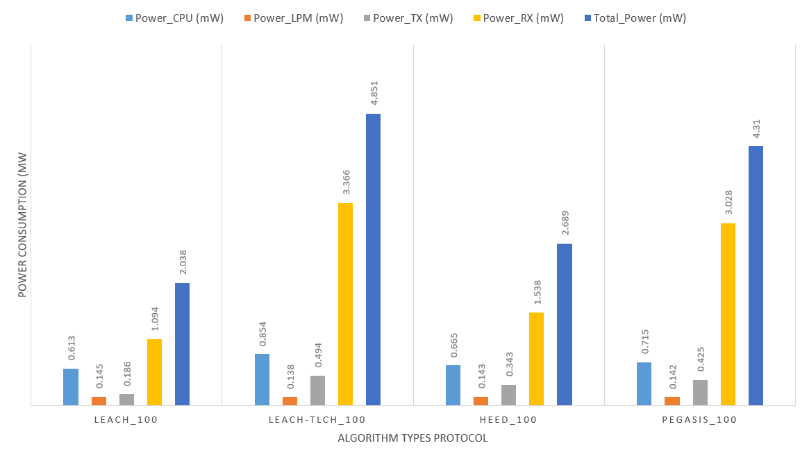 Power_CPU (mW) Power_LPM (mW) Power_TX (mW) Power_RX (mW) Total_Power (mW)
POWER CONSUMPTION (MW
0.613 0.145 0.186 1.094 2.038
0.854 0.138 0.494 3.366 4.851
0.665 0.143 0.343 1.538 2.689
0.715 0.142 0.425 3.028 4.31
LEACH_100 LEACH-TLCH_100 HEED_100 PEGASIS_100
ALGORITHM TYPES PROTOCOL